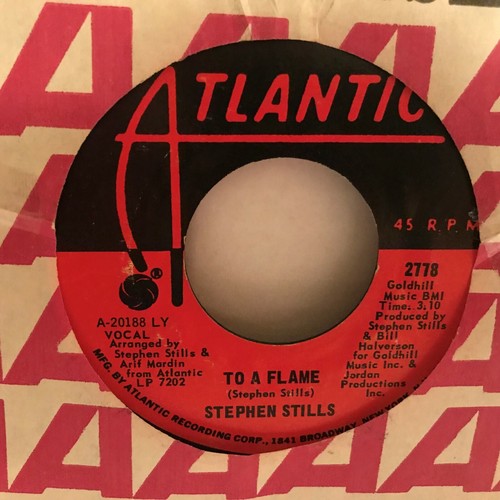 ATLANTIC
45 R.P.M
®
2778
Goldhill
Music BMI
Time: 3.10
Produced by
Stephen Stills
& Bill
Halverson
for Goldhill
Music Inc. &
Jordan
Productions
Inc.
A-20188 LY
VOCAL
Arranged by
Stephen Stills &
Arif Mardin
from Atlantic
LP 7202
TO A FLAME
(Stephen Stills)
STEPHEN STILLS
MFG. BY ATLANTIC RECORDING CORP., 1841 BROADWAY, NEW YORK, N